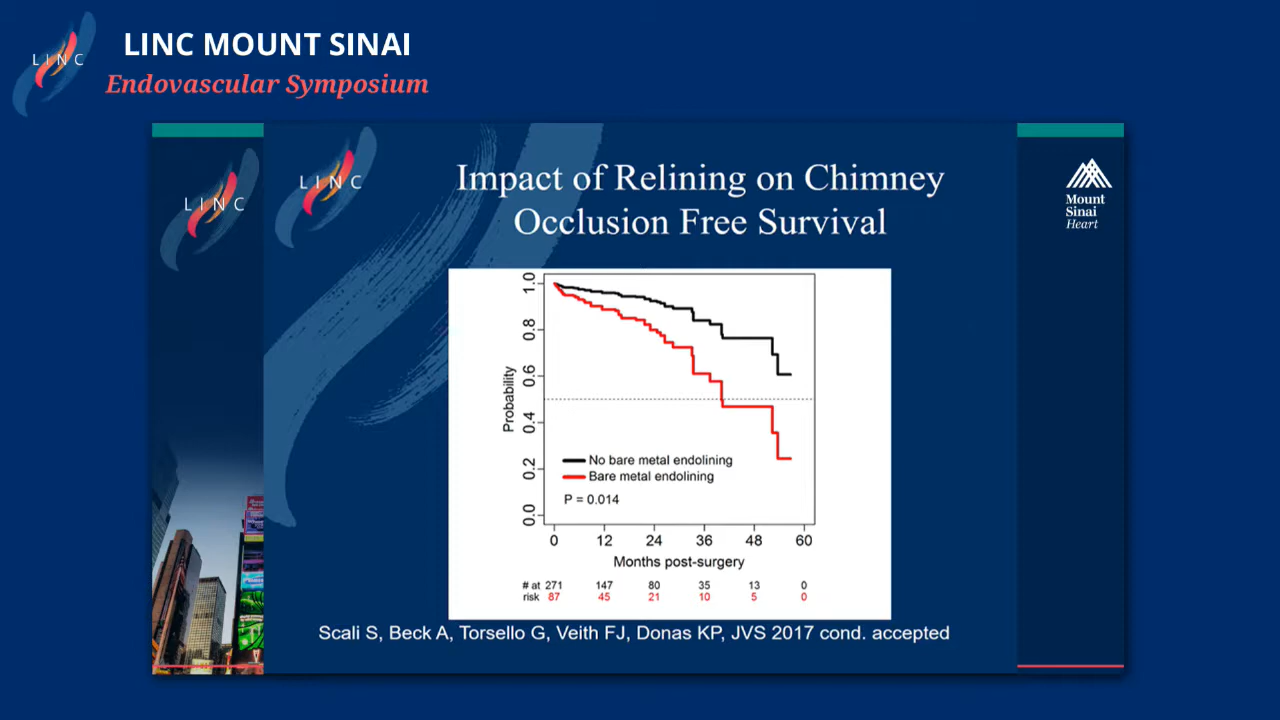 LINC
LINC MOUNT SINAI
Endovascular Symposium
LINC
LINC
Mount
Sinai
Heart
Impact of Relining on Chimney
Occlusion Free Survival
Probability
1.0
0.8
0.6
0.4
0.2
0.0
No bare metal endolining
Bare metal endolining
P = 0.014
0 12 24 36 48 60
Months post-surgery
# at 271 147 80 35 13 0
risk 87 45 21 10 5 0
Scali S, Beck A, Torsello G, Veith FJ, Donas KP, JVS 2017 cond. accepted